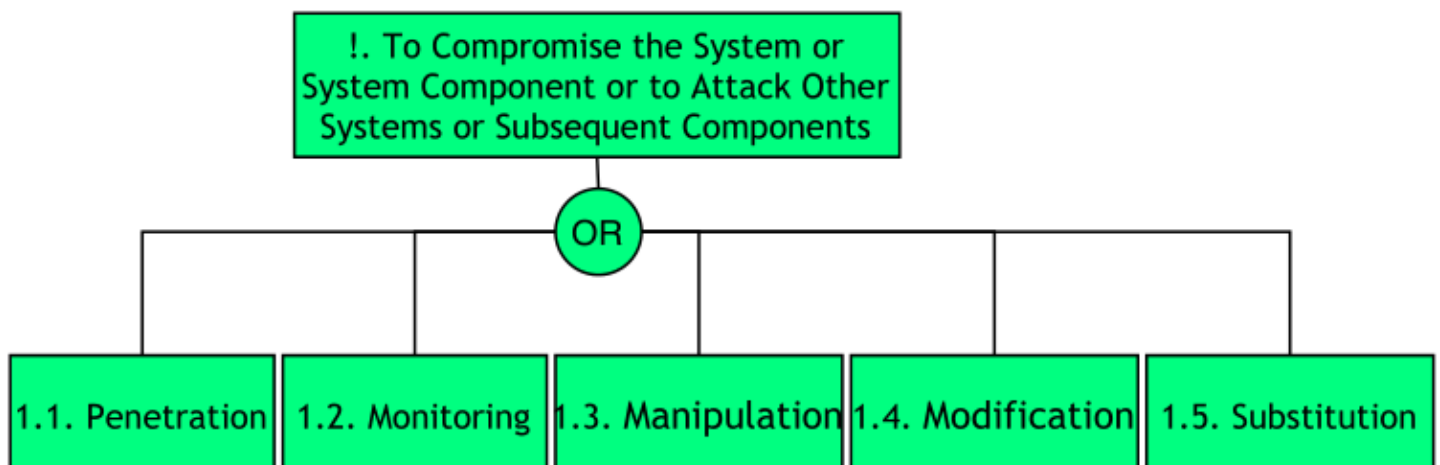 !. To Compromise the System or
System Component or to Attack Other
Systems or Subsequent Components
OR
1.1. Penetration
1.2. Monitoring
1.3. Manipulation
1.4. Modification
1.5. Substitution